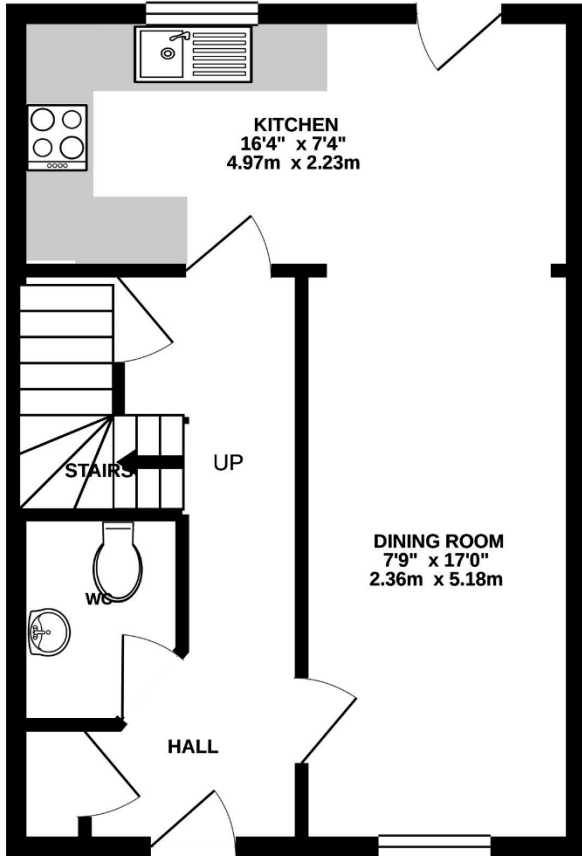 KITCHEN
16'4" x 7'4"
4.97m x 2.23m
STAIRS
UP
DINING ROOM
7'9" x 17'0"
2.36m x 5.18m
WC
HALL